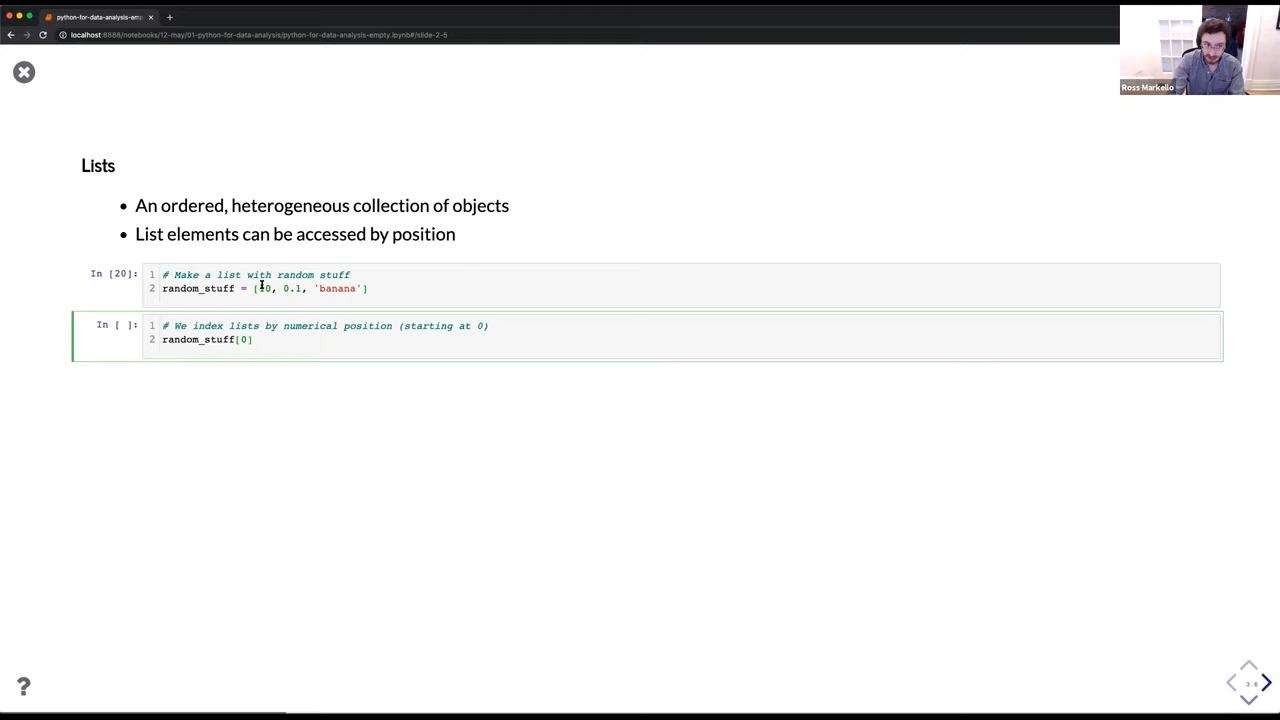 python-for-data-analysis-emp
localhost:8888/notebooks/12-may/01-python-for-data-analysis/python-for-data-analysis-empty.ipynb#/slide-2-5
Ross Markello
Lists
• An ordered, heterogeneous collection of objects
• List elements can be accessed by position
In [20]:
1 # Make a list with random stuff
2 random_stuff = [10, 0.1, 'banana']
In [ ]:
1 # We index lists by numerical position (starting at 0)
2 random_stuff[0]
?
3.6